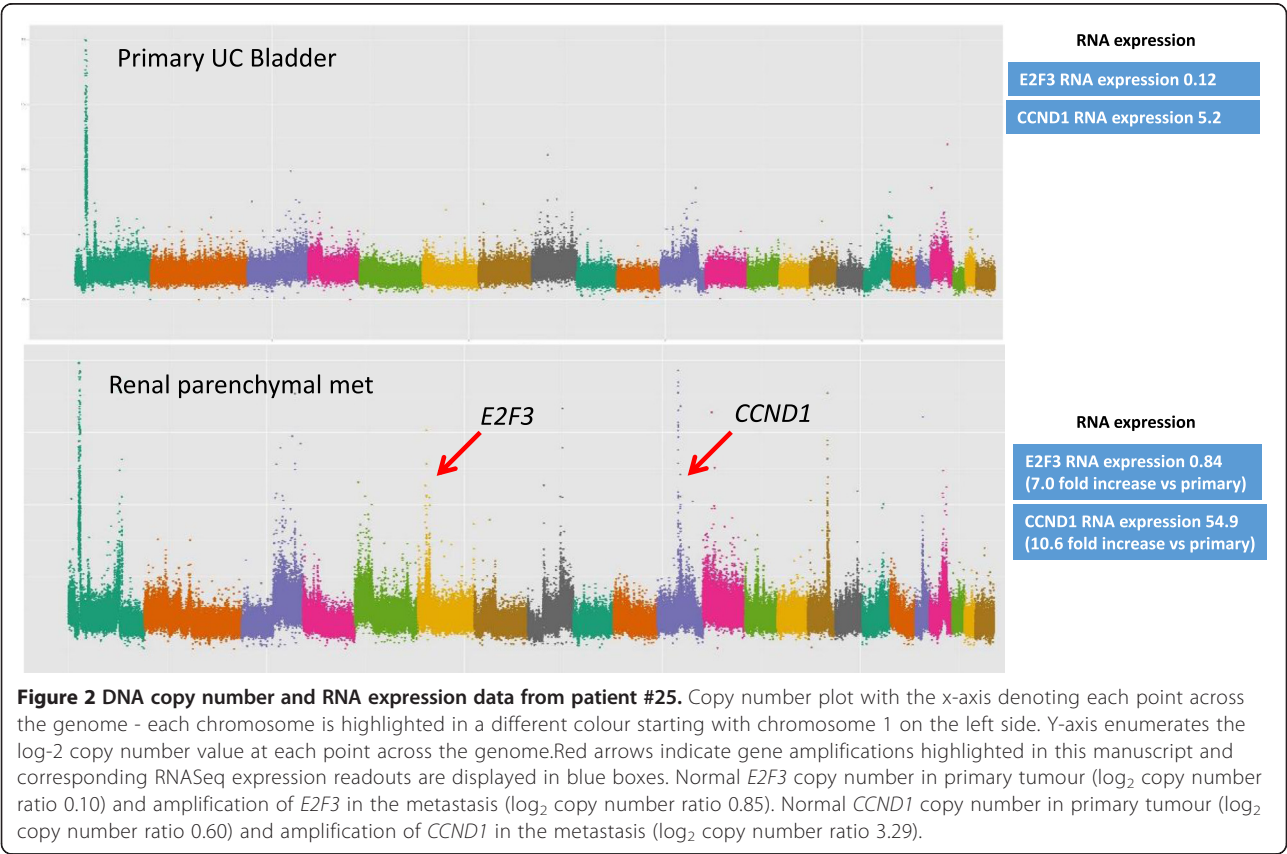 Primary UC Bladder
RNA expression
E2F3 RNA expression 0.12
CCND1 RNA expression 5.2
Renal parenchymal met
E2F3
CCND1
RNA expression
E2F3 RNA expression 0.84
(7.0 fold increase vs primary)
CCND1 RNA expression 54.9
(10.6 fold increase vs primary)
Figure 2 DNA copy number and RNA expression data from patient #25. Copy number plot with the x-axis denoting each point across
the genome - each chromosome is highlighted in a different colour starting with chromosome 1 on the left side. Y-axis enumerates the
log-2 copy number value at each point across the genome.Red arrows indicate gene amplifications highlighted in this manuscript and
corresponding RNASeq expression readouts are displayed in blue boxes. Normal E2F3 copy number in primary tumour (log₂ copy number
ratio 0.10) and amplification of E2F3 in the metastasis (log₂ copy number ratio 0.85). Normal CCND1 copy number in primary tumour (log₂
copy number ratio 0.60) and amplification of CCND1 in the metastasis (log₂ copy number ratio 3.29).